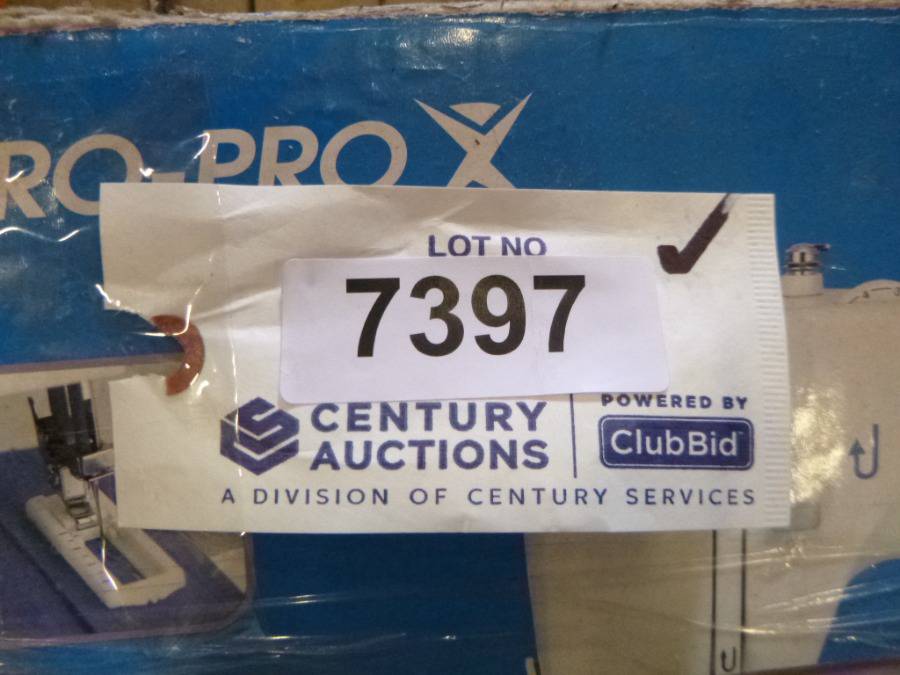 RO-PRO X
LOT NO
7397
CENTURY
AUCTIONS
POWERED BY
ClubBid
A DIVISION OF CENTURY SERVICES